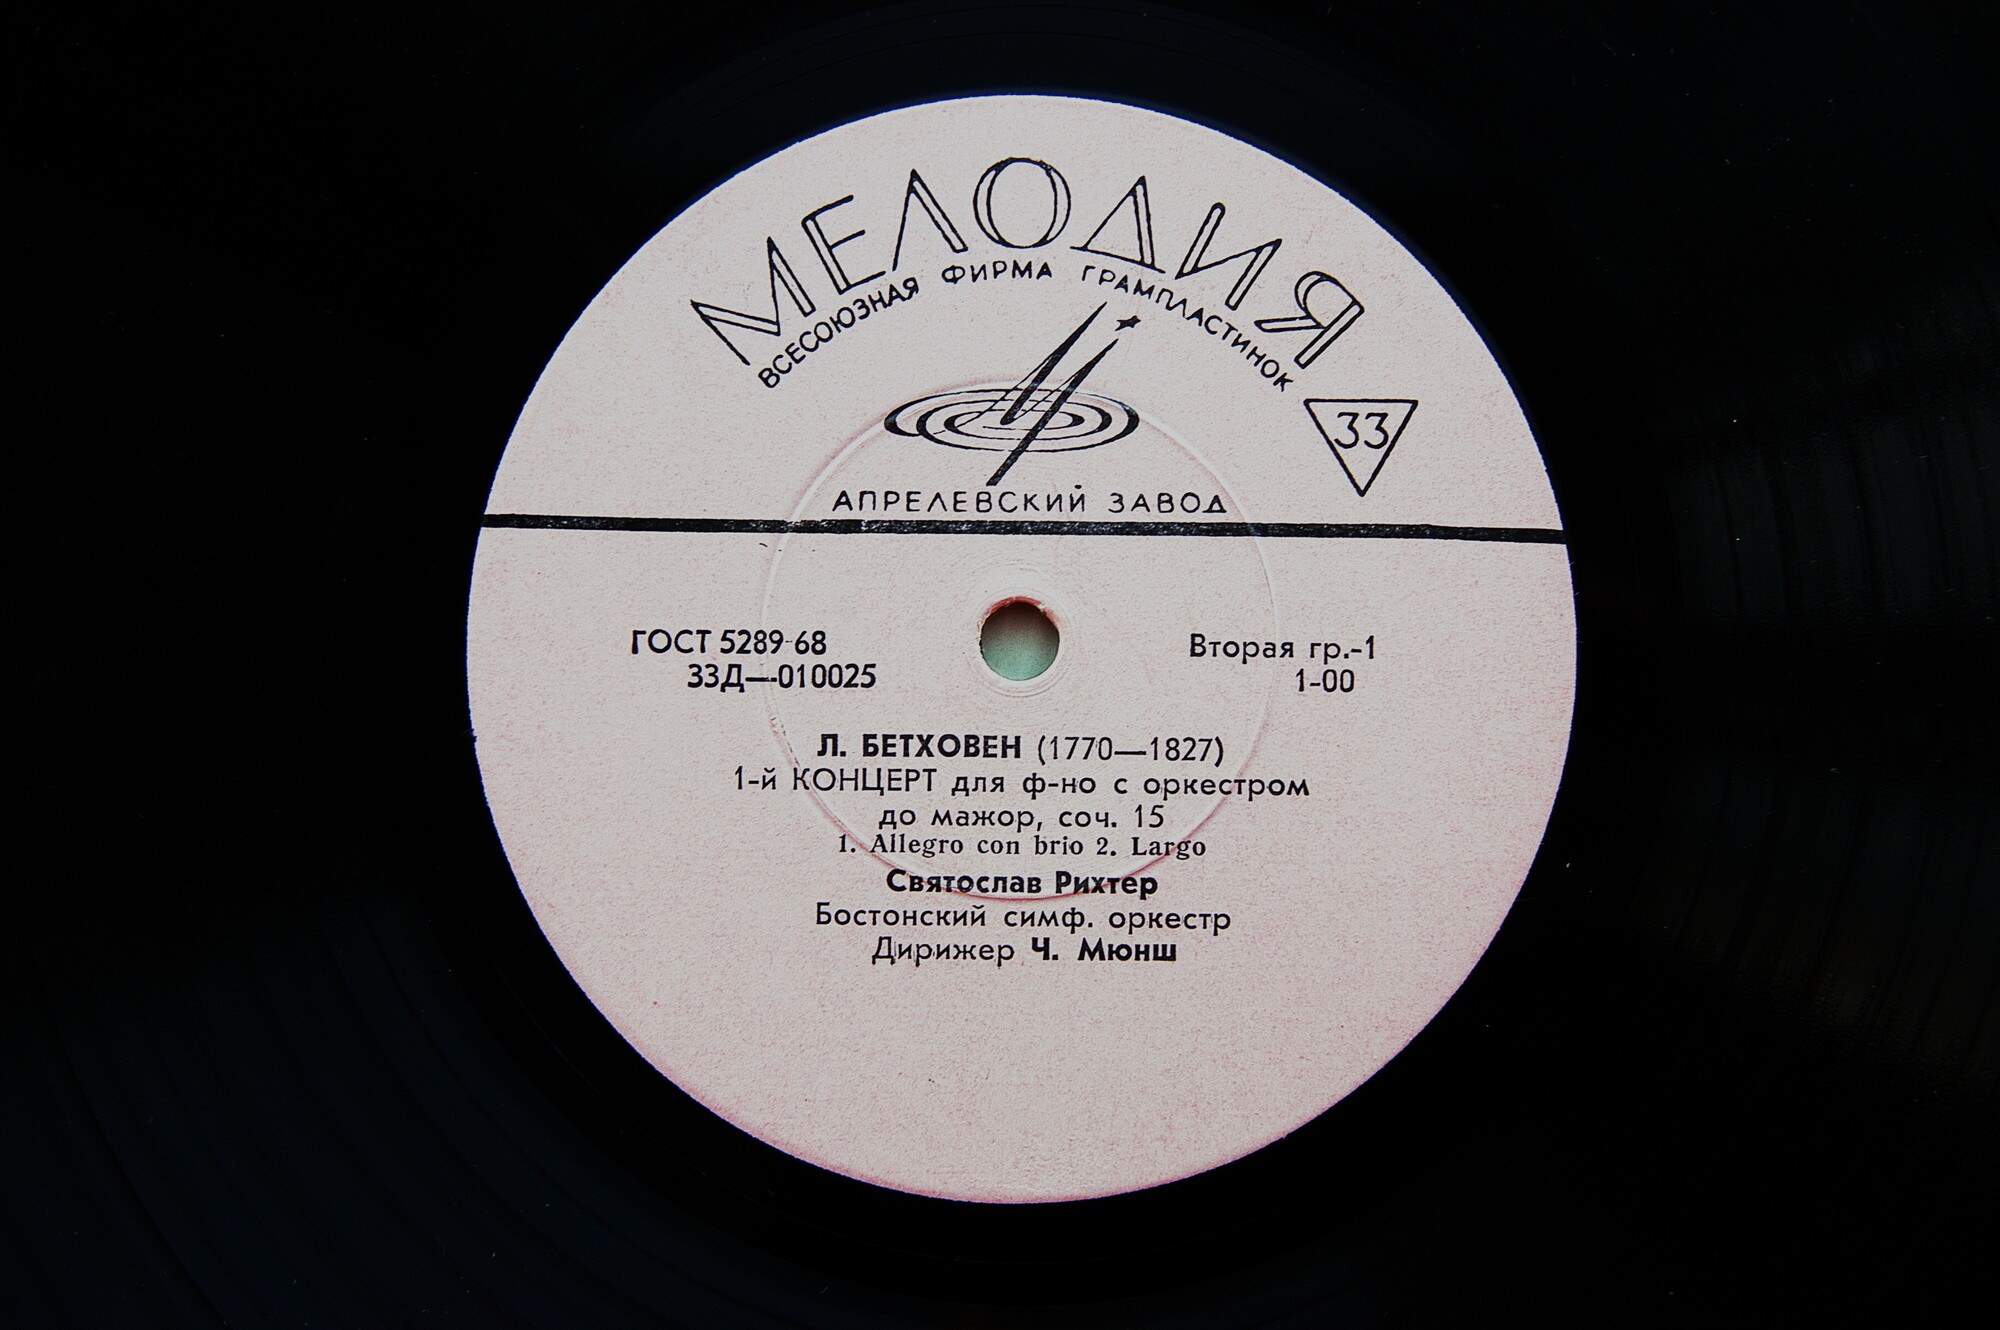 МЕЛОДИЯ
ВСЕСОЮЗНАЯ ФИРМА ГРАМПЛАСТИНОК
33
АПРЕЛЕВСКИЙ ЗАВОД
ГОСТ 5289-68
33Д—010025
Вторая гр.-1
1-00
Л. БЕТХОВЕН (1770—1827)
1-й КОНЦЕРТ для ф-но с оркестром
до мажор, соч. 15
1. Allegro con brio 2. Largo
Святослав Рихтер
Бостонский симф. оркестр
Дирижер Ч. Мюнш